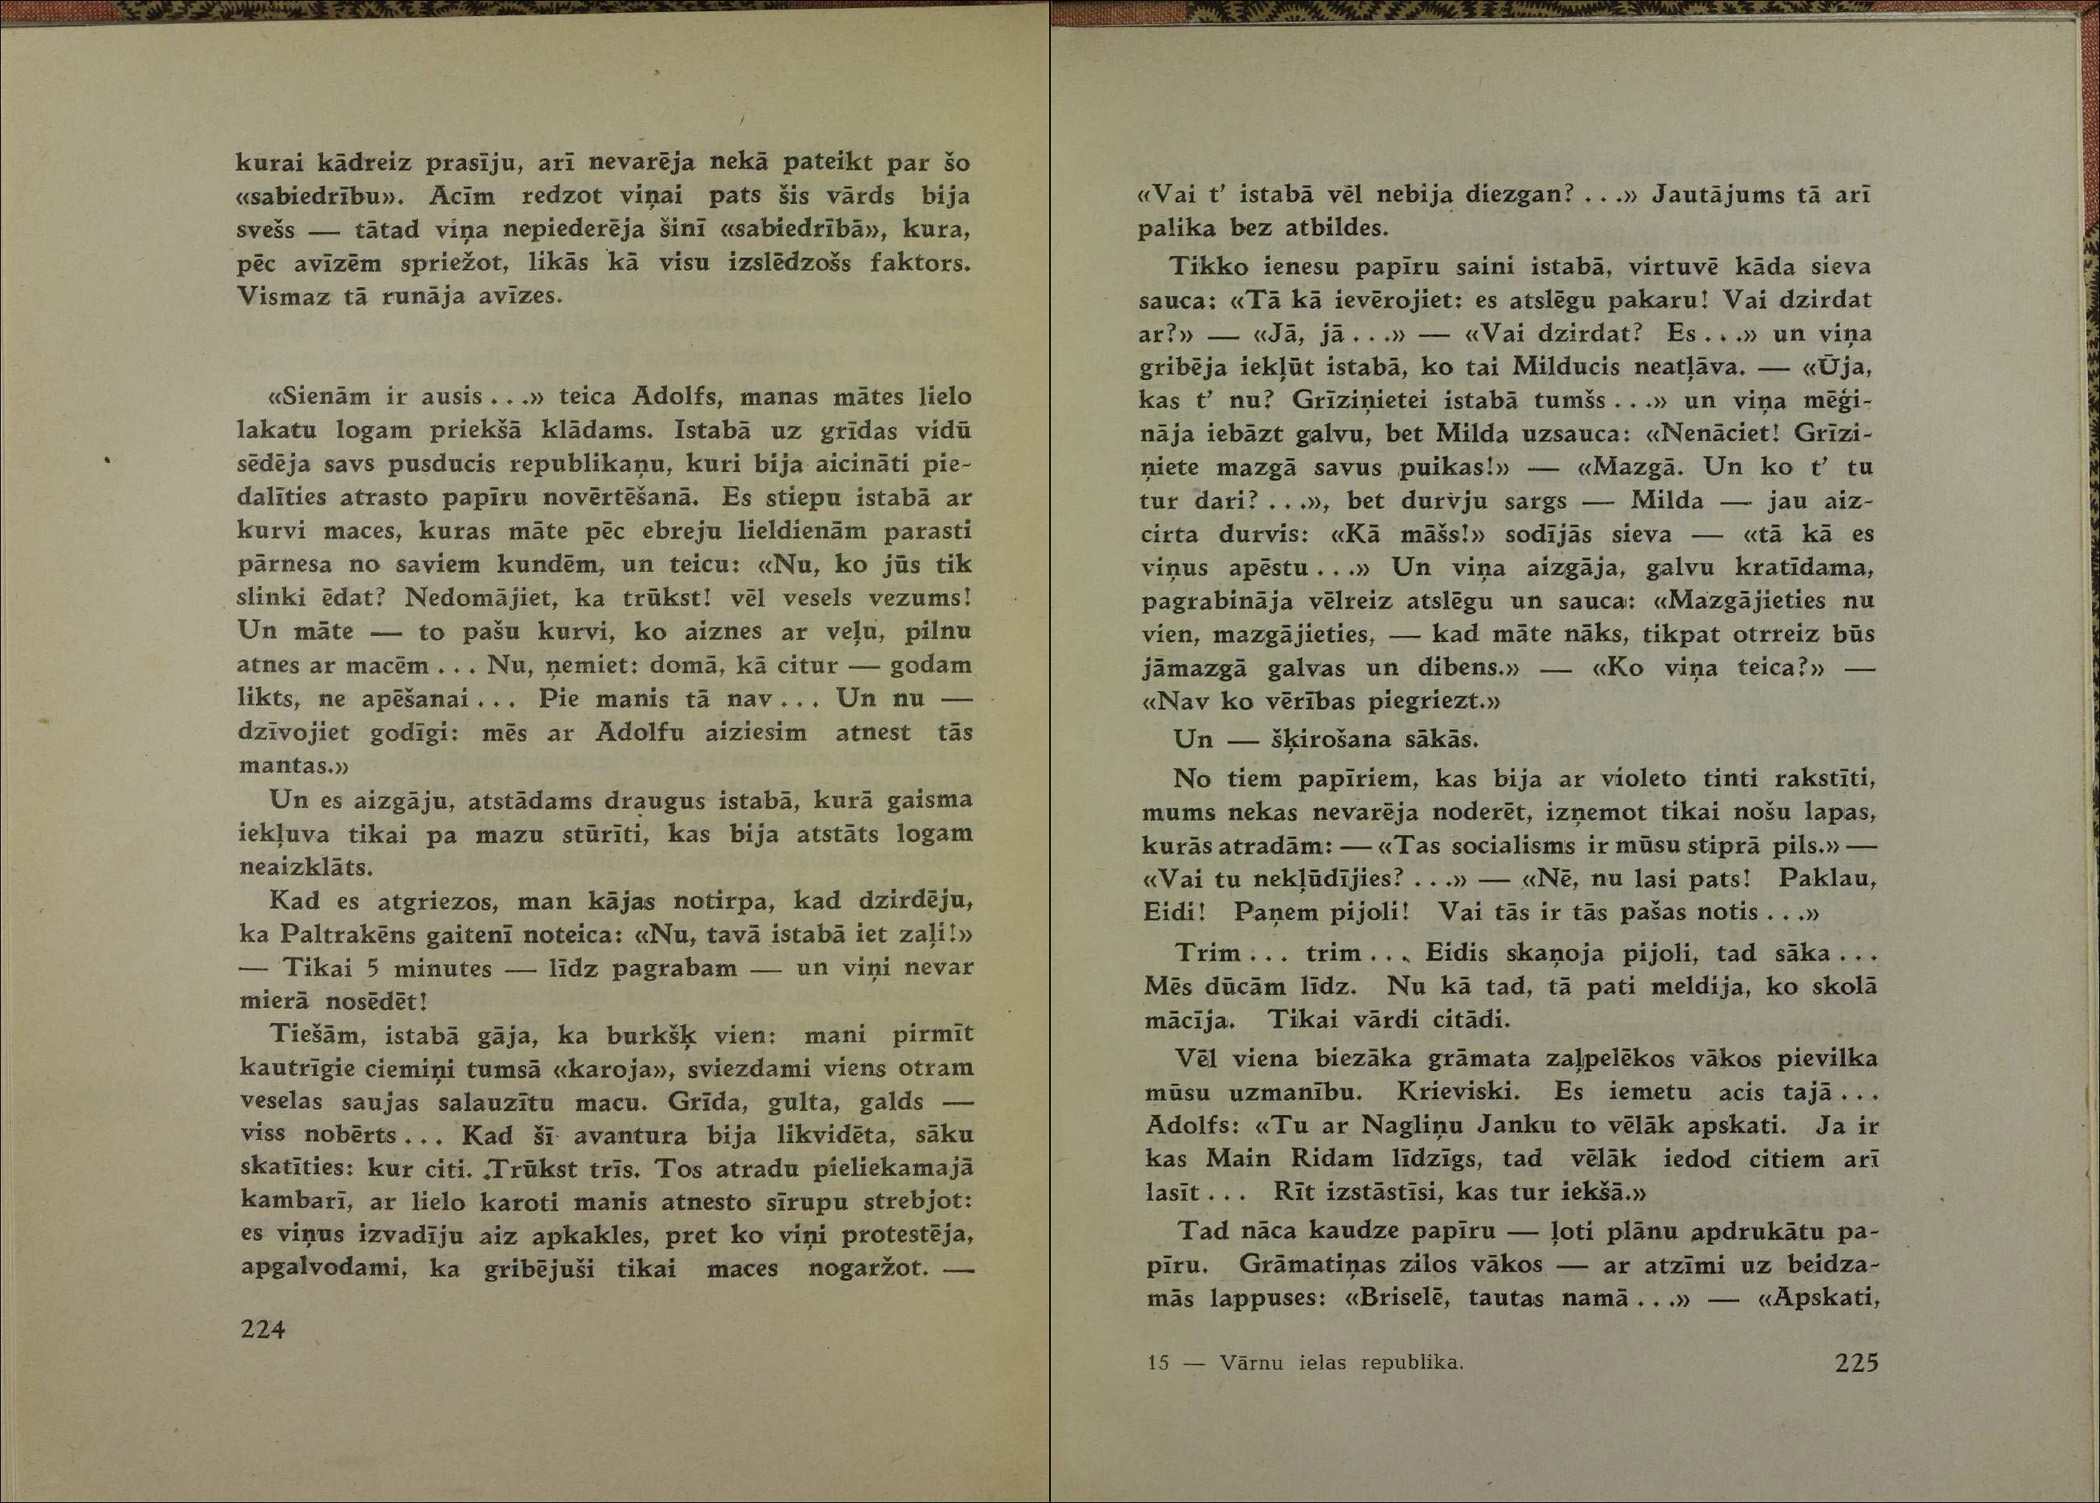 kurai kādreiz prasīju, arī nevarēja nekā pateikt par šo
«sabiedrību». Acīm redzot viņai pats šis vārds bija
svešs — tātad viņa nepiederēja šinī «sabiedrībā», kura,
pēc avīzēm spriežot, likās kā visu izslēdzošs faktors.
Vismaz tā runāja avīzes.
«Sienām ir ausis . . .» teica Adolfs, manas mātes lielo
lakatu logam priekšā klādams. Istabā uz grīdas vidū
sēdēja savs pusducis republikaņu, kuri bija aicināti pie-
dalīties atrasto papīru novērtēšanā. Es stiepu istabā ar
kurvi maces, kuras māte pēc ebreju lieldienām parasti
pārnesa no saviem kundēm, un teicu: «Nu, ko jūs tik
slinki ēdat? Nedomājiet, ka trūkst! vēl vesels vezums!
Un māte — to pašu kurvi, ko aiznes ar veļu, pilnu
atnes ar macēm . . . Nu, ņemiet: domā, kā citur — godam
likts, ne apēšanai . . . Pie manis tā nav . . . Un nu —
dzīvojiet godīgi: mēs ar Adolfu aiziesim atnest tās
mantas.»
Un es aizgāju, atstādams draugus istabā, kurā gaisma
iekļuva tikai pa mazu stūrīti, kas bija atstāts logam
neaizklāts.
Kad es atgriezos, man kājas notirpa, kad dzirdēju,
ka Paltrakēns gaitenī noteica: «Nu, tavā istabā iet zaļi!»
— Tikai 5 minutes — līdz pagrabam — un viņi nevar
mierā nosēdēt!
Tiešām, istabā gāja, ka burkšķ vien: mani pirmīt
kautrīgie ciemiņi tumsā «karoja», sviezdami viens otram
veselas saujas salauzītu macu. Grīda, gulta, galds —
viss nobērts . . . Kad šī avantura bija likvidēta, sāku
skatīties: kur citi. Trūkst trīs. Tos atradu pieliekamajā
kambarī, ar lielo karoti manis atnesto sīrupu strebjot:
es viņus izvadīju aiz apkakles, pret ko viņi protestēja,
apgalvodami, ka gribējuši tikai maces nogaržot. —
224
«Vai t’ istabā vēl nebija diezgan? . . .» Jautājums tā arī
palika bez atbildes.
Tikko ienesu papīru saini istabā, virtuvē kāda sieva
sauca: «Tā kā ievērojiet: es atslēgu pakaru! Vai dzirdat
ar?» — «Jā, jā . . .» — «Vai dzirdat? Es . . .» un viņa
gribēja iekļūt istabā, ko tai Milducis neatļāva. — «Ūja,
kas t’ nu? Grīziņietei istabā tumšs . . .» un viņa mēģi-
nāja iebāzt galvu, bet Milda uzsauca: «Nenāciet! Grīzi-
ņiete mazgā savus puikas!» — «Mazgā. Un ko t’ tu
tur dari? . . .», bet durvju sargs — Milda — jau aiz-
cirta durvis: «Kā māšs!» sodījās sieva — «tā kā es
viņus apēstu . . .» Un viņa aizgāja, galvu kratīdama,
pagrabināja vēlreiz atslēgu un sauca: «Mazgājieties nu
vien, mazgājieties, — kad māte nāks, tikpat otrreiz būs
jāmazgā galvas un dibens.» — «Ko viņa teica?» —
«Nav ko vērības piegriezt.»
Un — šķirošana sākās.
No tiem papīriem, kas bija ar violeto tinti rakstīti,
mums nekas nevarēja noderēt, izņemot tikai nošu lapas,
kurās atradām: — «Tas socialisms ir mūsu stiprā pils.» —
«Vai tu nekļūdījies? . . .» — «Nē, nu lasi pats! Paklau,
Eidi! Paņem pijoli! Vai tās ir tās pašas notis . . .»
Trim . . . trim . . . Eidis skaņoja pijoli, tad sāka . . .
Mēs dūcām līdz. Nu kā tad, tā pati meldija, ko skolā
mācīja. Tikai vārdi citādi.
Vēl viena biezāka grāmata zaļpelēkos vākos pievilka
mūsu uzmanību. Krieviski. Es iemetu acis tajā . . .
Adolfs: «Tu ar Nagliņu Janku to vēlāk apskati. Ja ir
kas Main Ridam līdzīgs, tad vēlāk iedod citiem arī
lasīt . . . Rīt izstāstīsi, kas tur iekšā.»
Tad nāca kaudze papīru — ļoti plānu apdrukātu pa-
pīru. Grāmatiņas zilos vākos — ar atzīmi uz beidza-
mās lappuses: «Briselē, tautas namā . . .» — «Apskati,
15 — Vārnu ielas republika.
225